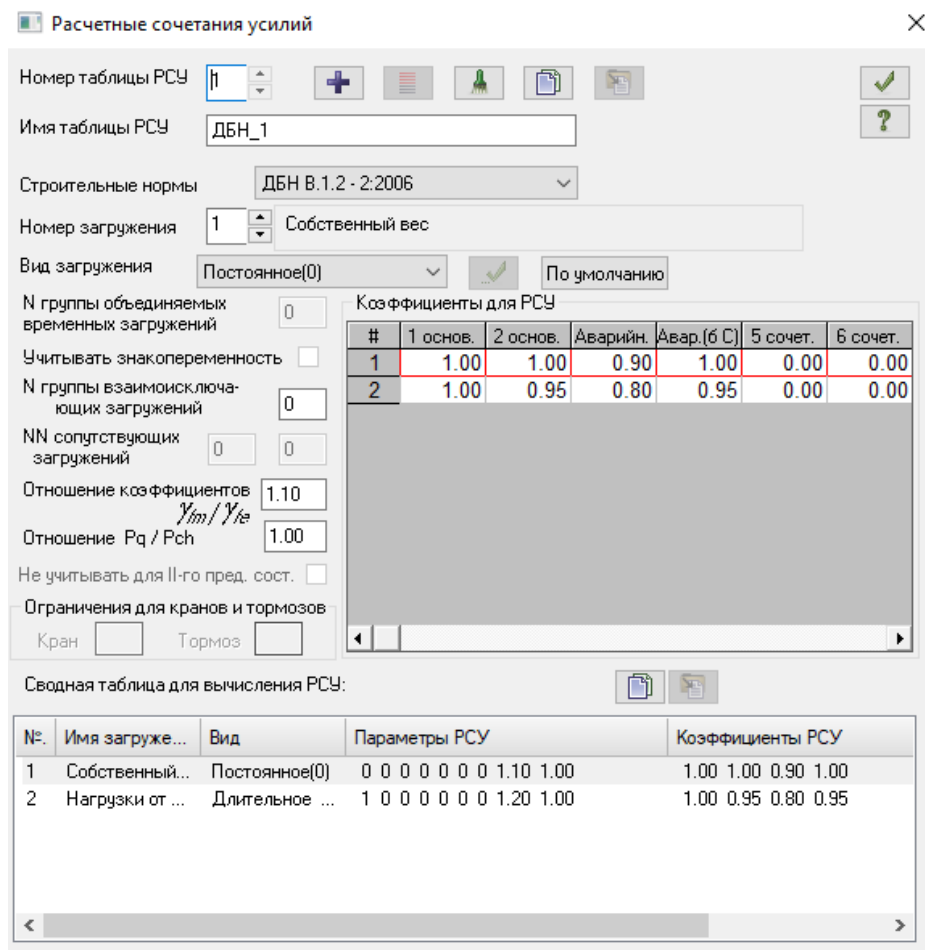 Расчетные сочетания усилий
Номер таблицы РСУ 1
Имя таблицы РСУ ДБН_1
Строительные нормы ДБН В.1.2 - 2:2006
Номер загружения 1 Собственный вес
Вид загружения Постоянное(0) По умолчанию
N группы объединяемых
временных загружений 0
Учитывать знакопеременность
N группы взаимоисключа-
ющих загружений 0
NN сопутствующих
загружений 0 0
Отношение коэффициентов 1.10
γfm / γfe
Отношение Pq / Pch 1.00
Не учитывать для II-го пред. сост.
Ограничения для кранов и тормозов
Кран Тормоз
Коэффициенты для РСУ
# 1 основ. 2 основ. Аварийн. Авар.(б С) 5 сочет. 6 сочет.
1 1.00 1.00 0.90 1.00 0.00 0.00
2 1.00 0.95 0.80 0.95 0.00 0.00
Сводная таблица для вычисления РСУ:
№. Имя загруже... Вид Параметры РСУ Коэффициенты РСУ
1 Собственный... Постоянное(0) 0 0 0 0 0 0 0 1.10 1.00 1.00 1.00 0.90 1.00
2 Нагрузки от ... Длительное ... 1 0 0 0 0 0 0 1.20 1.00 1.00 0.95 0.80 0.95